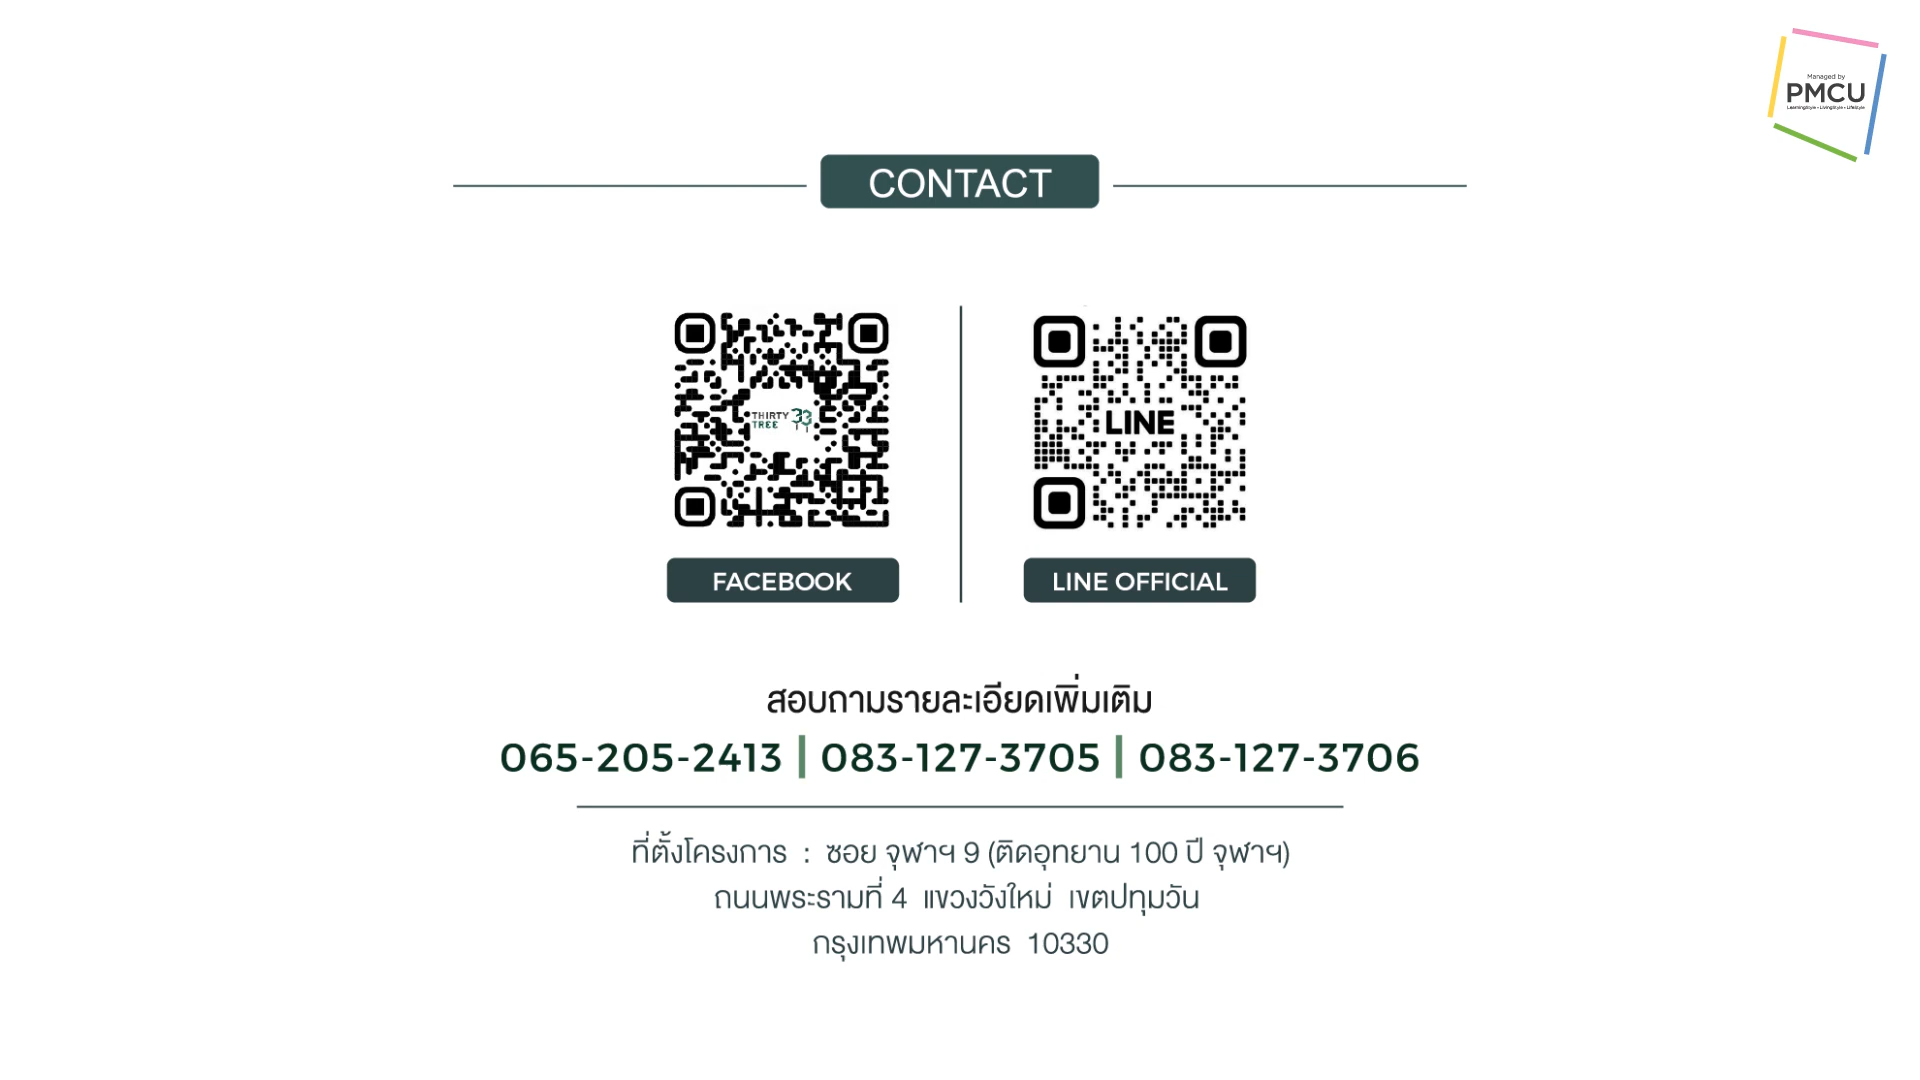 Managed by
PMCU
LearningStyle • LivingStyle • LifeStyle
CONTACT
THIRTY 33
TREE
LINE
FACEBOOK
LINE OFFICIAL
สอบถามรายละเอียดเพิ่มเติม
065-205-2413 | 083-127-3705 | 083-127-3706
ที่ตั้งโครงการ : ซอย จุฬาฯ 9 (ติดอุทยาน 100 ปี จุฬาฯ)
ถนนพระรามที่ 4 แขวงวังใหม่ เขตปทุมวัน
กรุงเทพมหานคร 10330